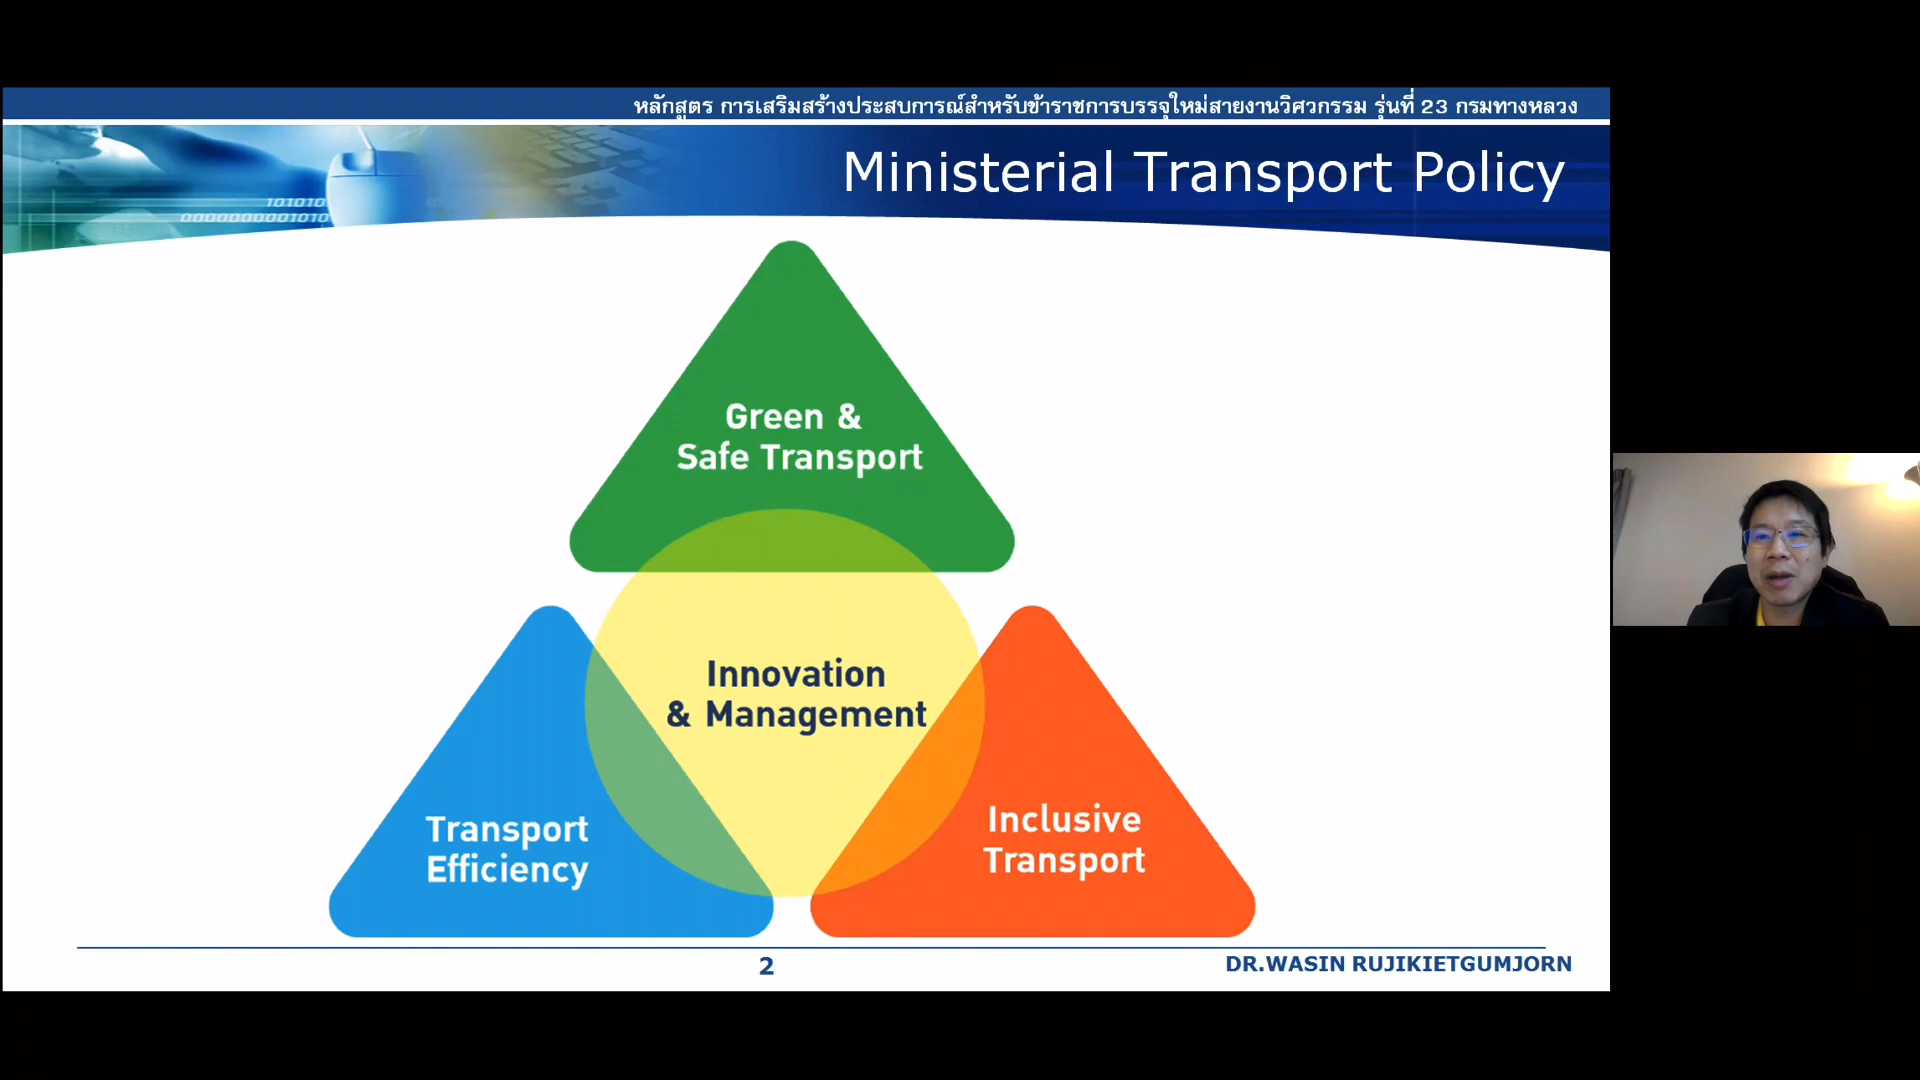 หลักสูตร การเสริมสร้างประสบการณ์สำหรับข้าราชการบรรจุใหม่สายงานวิศวกรรม รุ่นที่ 23 กรมทางหลวง
Ministerial Transport Policy
101010
00000000001010
Green &
Safe Transport
Innovation
& Management
Transport
Efficiency
Inclusive
Transport
2
DR.WASIN RUJIKIETGUMJORN